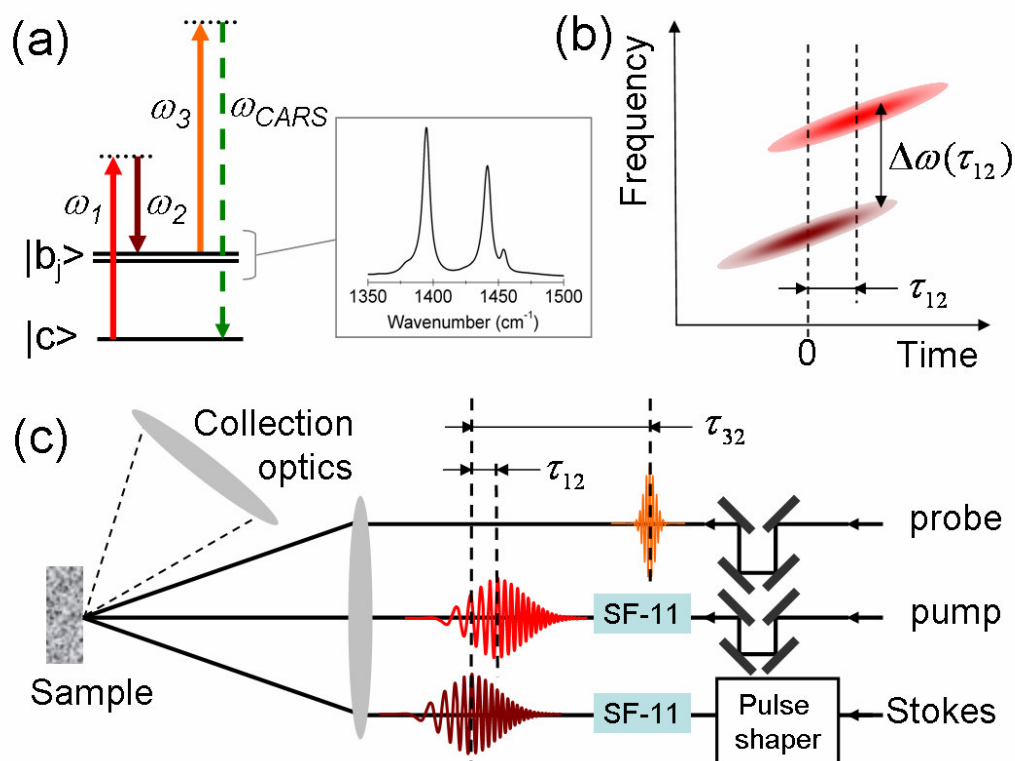 (a)
ω3
ωCARS
ω1
ω2
|bj>
|c>
1350 1400 1450 1500
Wavenumber (cm-1)
(b)
Frequency
Δω(τ12)
τ12
0
Time
(c)
Collection
optics
τ32
τ12
probe
SF-11
pump
Sample
SF-11
Pulse
shaper
Stokes